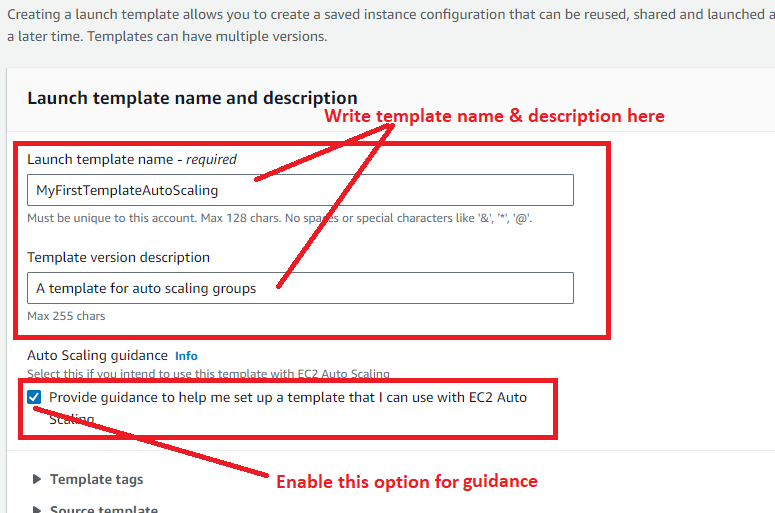 Creating a launch template allows you to create a saved instance configuration that can be reused, shared and launched a
a later time. Templates can have multiple versions.
Launch template name and description
Write template name & description here
Launch template name - required
MyFirstTemplateAutoScaling
Must be unique to this account. Max 128 chars. No spaces or special characters like '&', '*', '@'.
Template version description
A template for auto scaling groups
Max 255 chars
Auto Scaling guidance Info
Select this if you intend to use this template with EC2 Auto Scaling
Provide guidance to help me set up a template that I can use with EC2 Auto
Scaling
Template tags
Enable this option for guidance
Source template